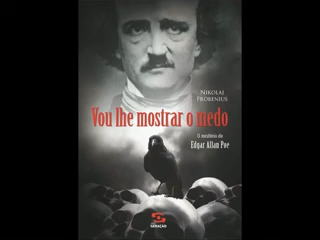 NIKOLAJ
FROBENIUS
Vou lhe mostrar o medo
O mistério de
Edgar Allan Poe
GERAÇÃO